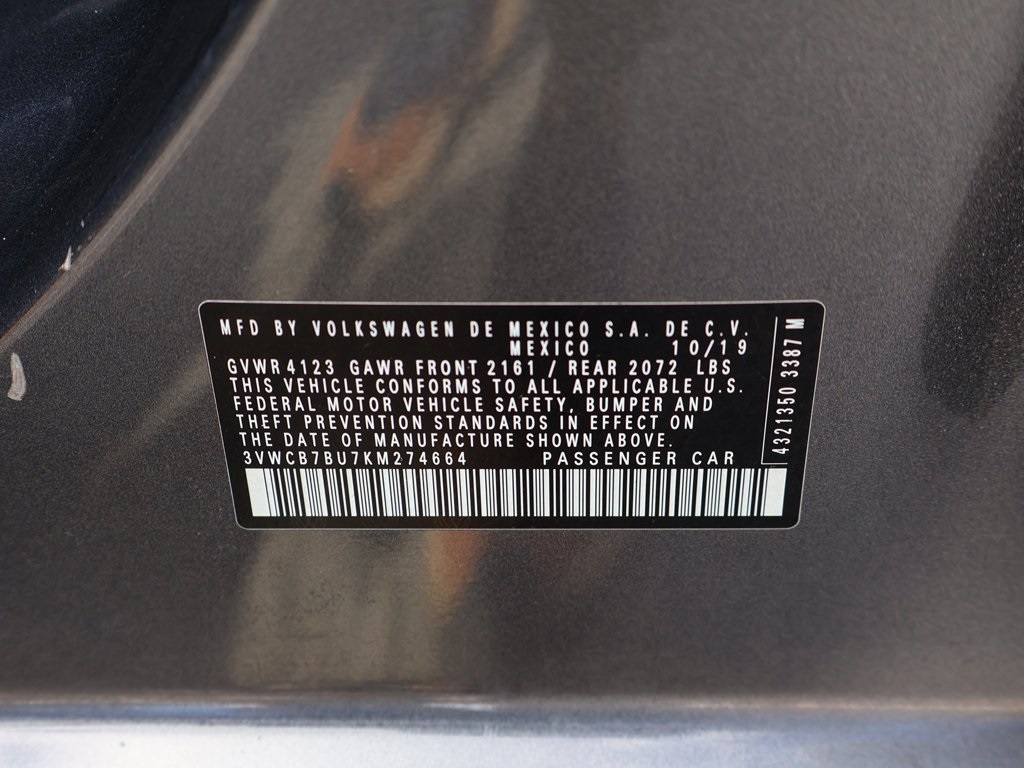 MFD BY VOLKSWAGEN DE MEXICO S.A. DE C.V.
MEXICO 10/19
GVWR 4123 GAWR FRONT 2161 / REAR 2072 LBS
THIS VEHICLE CONFORMS TO ALL APPLICABLE U.S.
FEDERAL MOTOR VEHICLE SAFETY, BUMPER AND
THEFT PREVENTION STANDARDS IN EFFECT ON
THE DATE OF MANUFACTURE SHOWN ABOVE.
3VWCB7BU7KM274664 PASSENGER CAR
4321350 3387 M